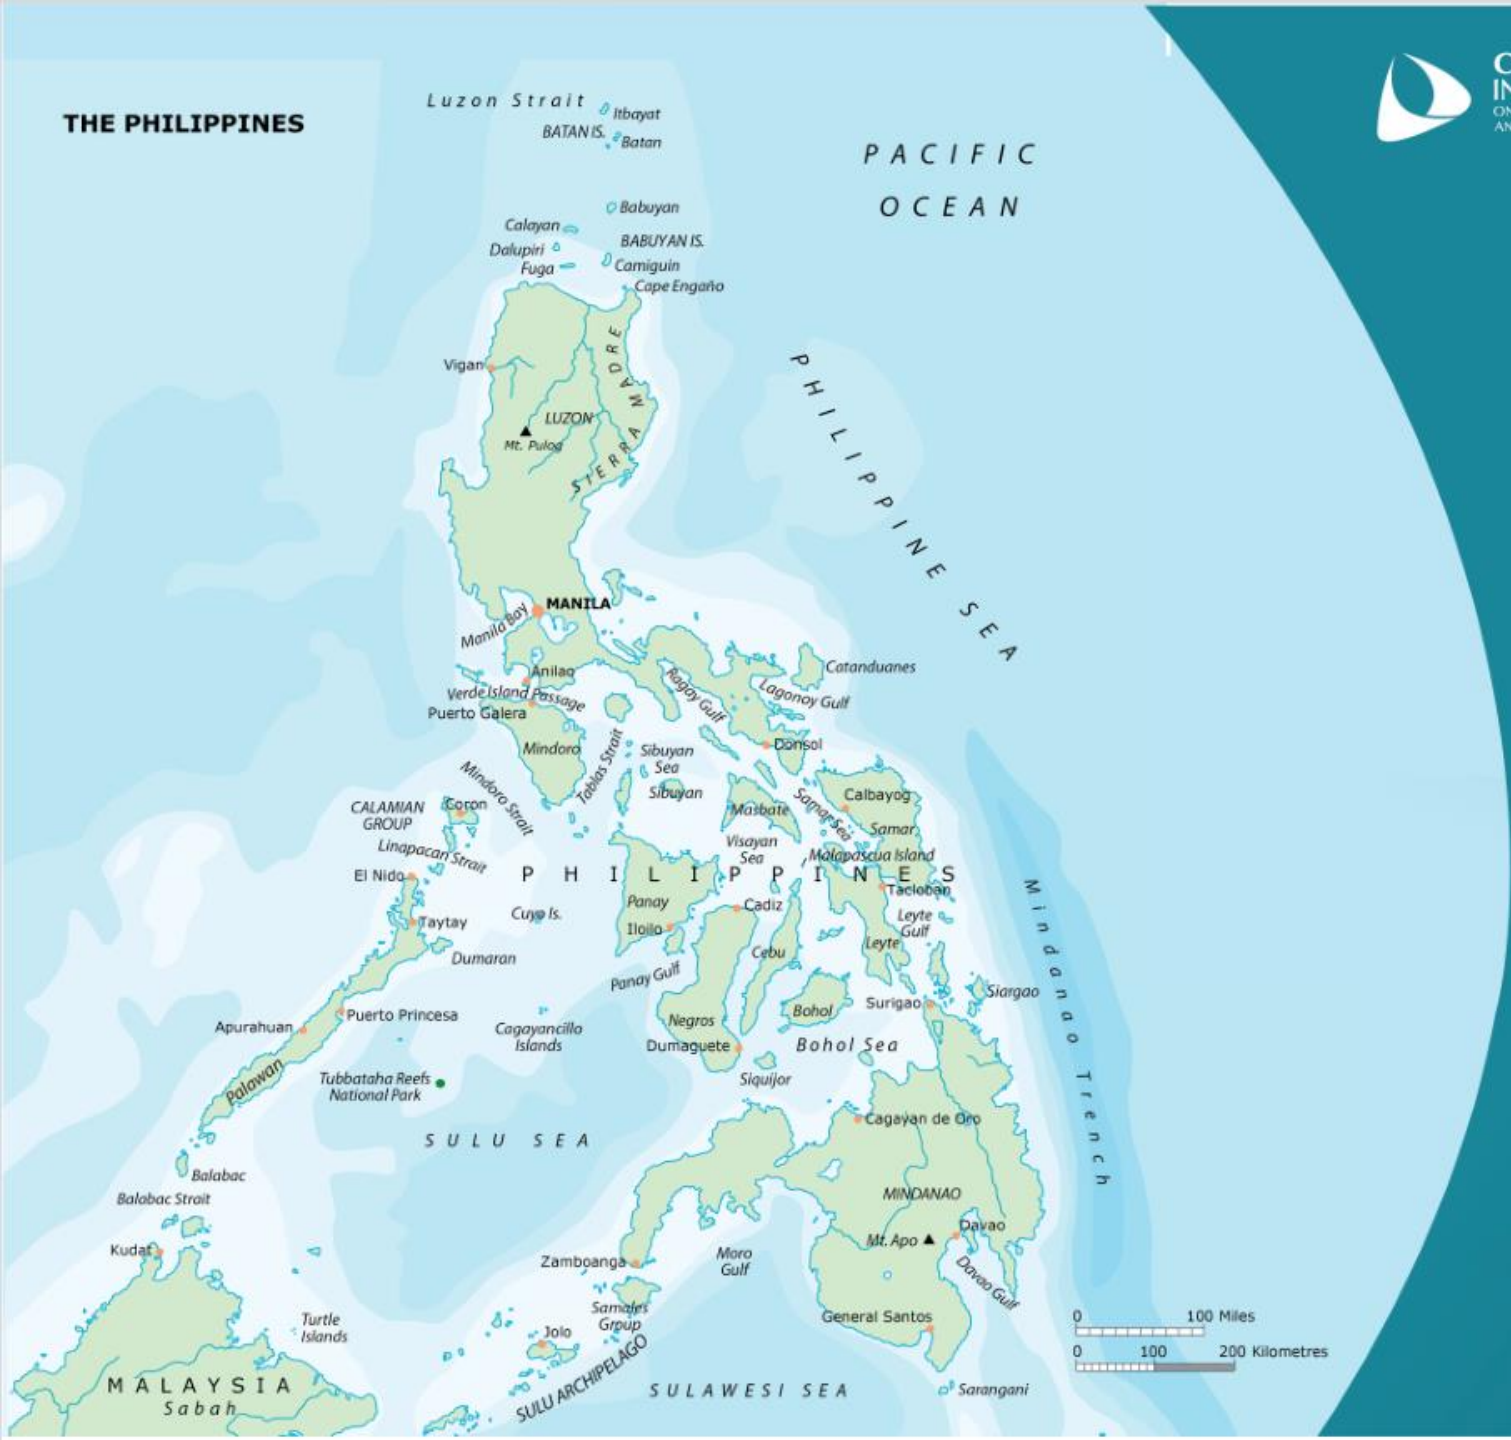 THE PHILIPPINES
Luzon Strait
Itbayat
BATAN IS.
Batan
PACIFIC
OCEAN
IN
ON
AN
Babuyan
Calayan
BABUYAN IS.
Dalupiri
Fuga
Camiguin
Cape Engaño
PHILIPPINE SEA
Vigan
SIERRA MADRE
LUZON
Mt. Pulog
MANILA
Manila Bay
Anilao
Catanduanes
Ragay Gulf
Lagonoy Gulf
Verde Island Passage
Puerto Galera
Mindoro
Tablas Strait
Sibuyan
Sea
Donsol
Mindoro Strait
Sibuyan
Masbate
Samar Sea
Calbayog
CALAMIAN
GROUP
Coron
Samar
Linapacan Strait
Visayan
Sea
Malapascua Island
El Nido
PHILIPPINES
Tacloban
Mindanao Trench
Taytay
Cuyo Is.
Panay
Cadiz
Iloilo
Leyte
Gulf
Leyte
Cebu
Dumaran
Panay Gulf
Siargao
Surigao
Bohol
Negros
Puerto Princesa
Apurahuan
Cagayancillo
Islands
Dumaguete
Bohol Sea
Siquijor
Palawan
Tubbataha Reefs
National Park
SULU SEA
Cagayan de Oro
Balabac
Balabac Strait
MINDANAO
Kudat
Zamboanga
Moro
Gulf
Mt. Apo
Davao
Davao Gulf
Samales
Group
General Santos
Turtle
Islands
Jolo
SULU ARCHIPELAGO
MALAYSIA
Sabah
SULAWESI SEA
Sarangani
0 100 Miles
0 100 200 Kilometres